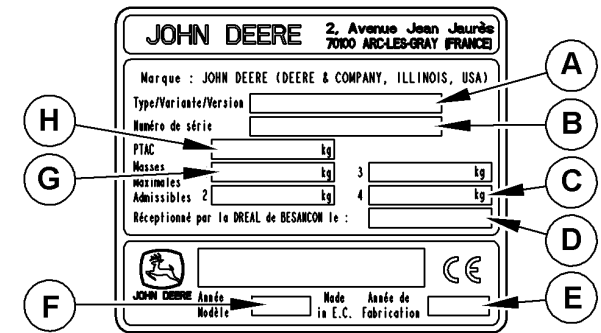 JOHN DEERE
2, Avenue Jean Jaurès
70100 ARC-LES-GRAY (FRANCE)
A
Marque : JOHN DEERE (DEERE & COMPANY, ILLINOIS, USA)
Type/Variante/Version
B
Numéro de série
H
PTAC kg
G
Masses kg 3 kg
Maximales
Admissibles 2 kg 4 kg
C
Réceptionné par la DREAL de BESANCON le :
D
CE
JOHN DEERE
F
Année Modèle
Made in E.C.
Année de Fabrication
E